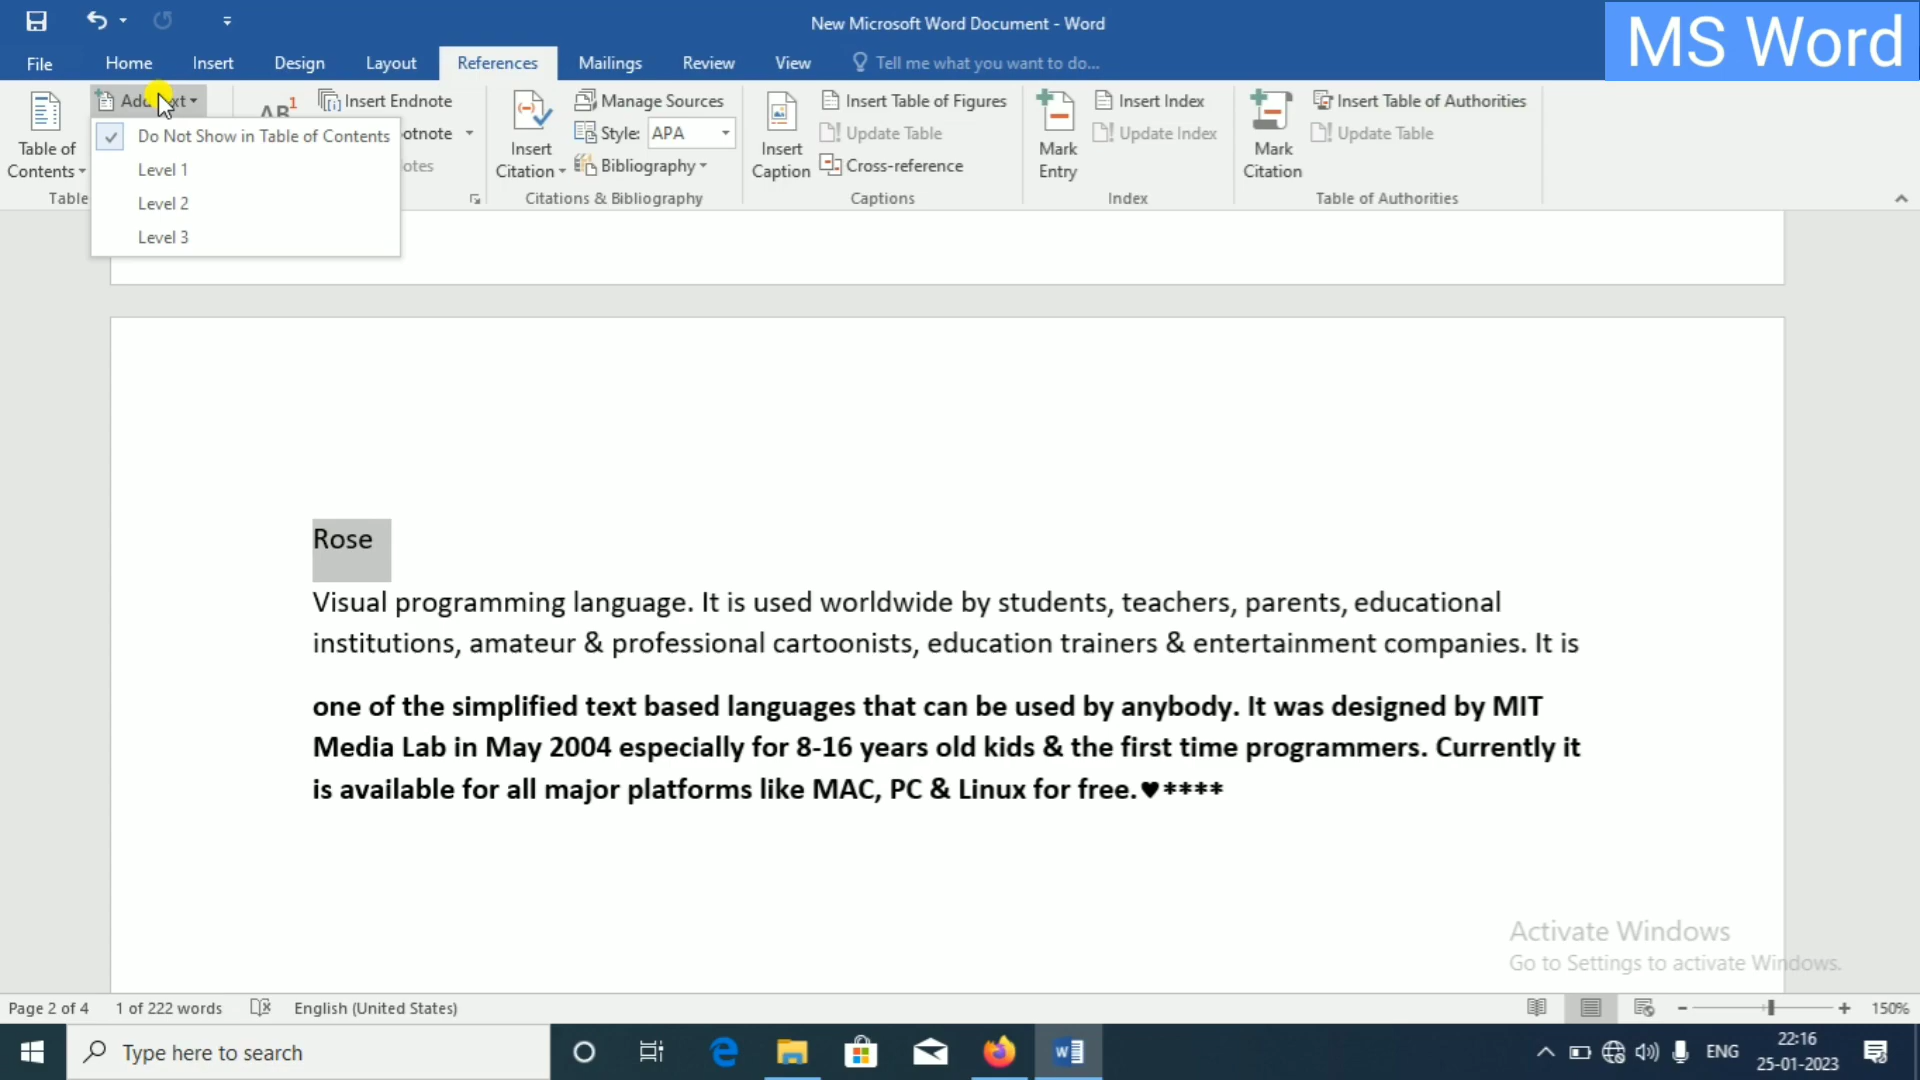 New Microsoft Word Document - Word
MS Word
File Home Insert Design Layout References Mailings Review View Tell me what you want to do...
Insert Endnote Manage Sources Insert Table of Figures Insert Index Insert Table of Authorities
AB1
Do Not Show in Table of Contents
Style: APA Update Table Update Index Update Table
Table of Contents
Insert Citation
Bibliography
Insert Caption
Cross-reference
Mark Entry
Mark Citation
Level 1
Level 2
Level 3
Table Citations & Bibliography Captions Index Table of Authorities
Rose
Visual programming language. It is used worldwide by students, teachers, parents, educational
institutions, amateur & professional cartoonists, education trainers & entertainment companies. It is
one of the simplified text based languages that can be used by anybody. It was designed by MIT
Media Lab in May 2004 especially for 8-16 years old kids & the first time programmers. Currently it
is available for all major platforms like MAC, PC & Linux for free.♥****
Activate Windows
Go to Settings to activate Windows.
Page 2 of 4 1 of 222 words English (United States) 150%
Type here to search
ENG
22:16
25-01-2023